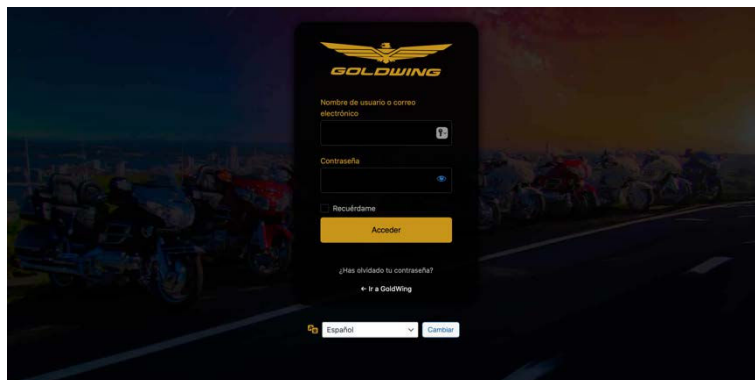 GOLDWING
Nombre de usuario o correo
electrónico
Contraseña
Recuérdame
Acceder
¿Has olvidado tu contraseña?
← Ir a GoldWing
Español
Cambiar